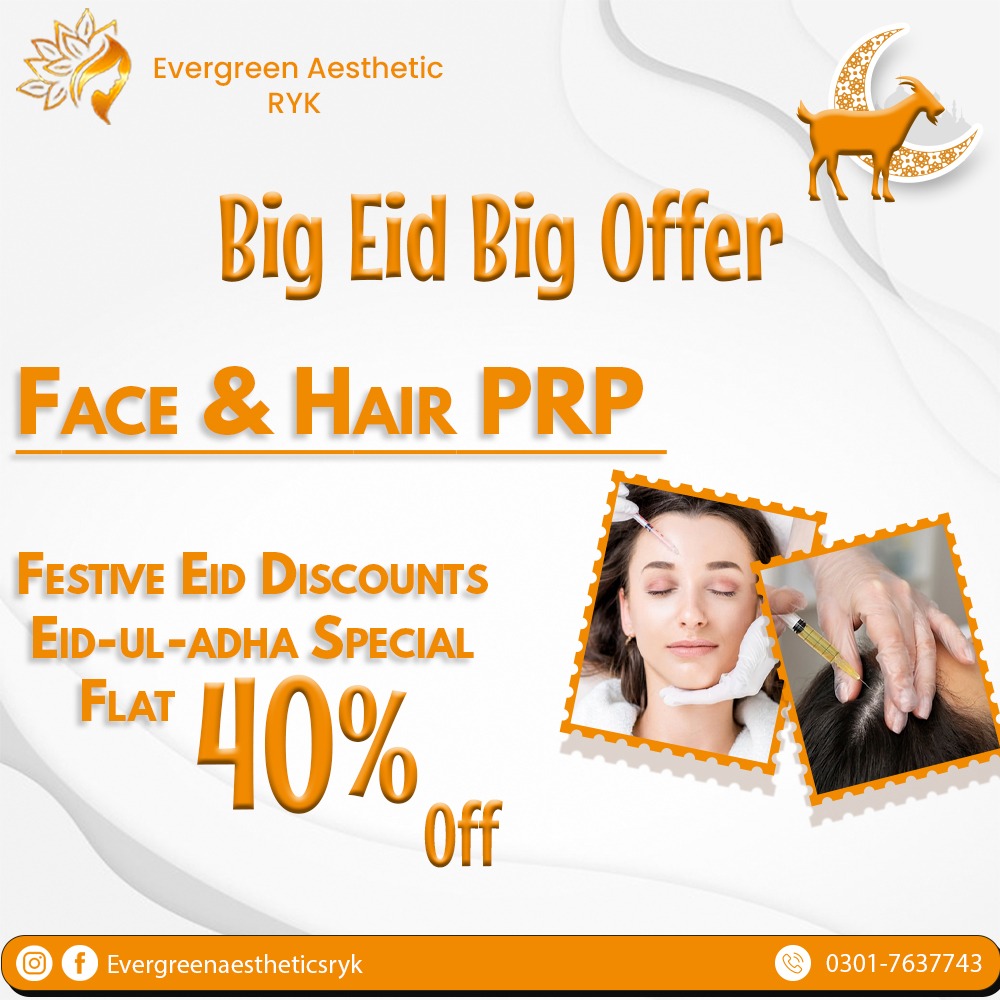 Evergreen Aesthetic
RYK
Big Eid Big Offer
Face & Hair PRP
Festive Eid Discounts
Eid-ul-adha Special
Flat 40%
Off
Evergreenaestheticsryk
0301-7637743